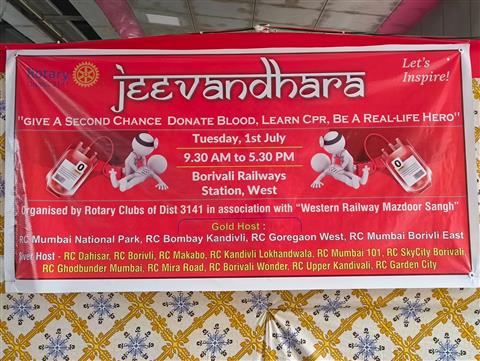 Rotary
Let's
Inspire!
jeevandhara
"GIVE A SECOND CHANCE DONATE BLOOD, LEARN CPR, BE A REAL-LIFE HERO"
Tuesday, 1st July
9.30 AM to 5.30 PM
Borivali Railways
Station, West
O
O
Organised by Rotary Clubs of Dist 3141 in association with "Western Railway Mazdoor Sangh"
Gold Host :
RC Mumbai National Park, RC Bombay Kandivli, RC Goregaon West, RC Mumbai Borivli East
Silver Host - RC Dahisar, RC Borivli, RC Makabo, RC Kandivli Lokhandwala, RC Mumbai 101, RC SkyCity Borivali,
RC Ghodbunder Mumbai, RC Mira Road, RC Borivali Wonder, RC Upper Kandivali, RC Garden City